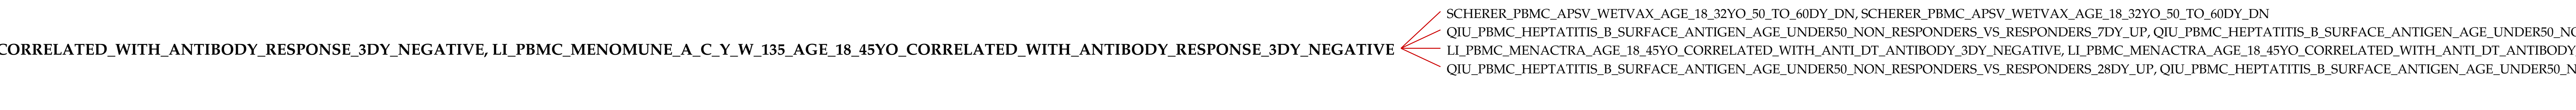 SCHERER_PBMC_APSV_WETVAX_AGE_18_32YO_50_TO_60DY_DN, SCHERER_PBMC_APSV_WETVAX_AGE_18_32YO_50_TO_60DY_DN
QIU_PBMC_HEPTATITIS_B_SURFACE_ANTIGEN_AGE_UNDER50_NON_RESPONDERS_VS_RESPONDERS_7DY_UP, QIU_PBMC_HEPTATITIS_B_SURFACE_ANTIGEN_AGE_UNDER50_NO
CORRELATED_WITH_ANTIBODY_RESPONSE_3DY_NEGATIVE, LI_PBMC_MENOMUNE_A_C_Y_W_135_AGE_18_45YO_CORRELATED_WITH_ANTIBODY_RESPONSE_3DY_NEGATIVE
LI_PBMC_MENACTRA_AGE_18_45YO_CORRELATED_WITH_ANTI_DT_ANTIBODY_3DY_NEGATIVE, LI_PBMC_MENACTRA_AGE_18_45YO_CORRELATED_WITH_ANTI_DT_ANTIBODY
QIU_PBMC_HEPTATITIS_B_SURFACE_ANTIGEN_AGE_UNDER50_NON_RESPONDERS_VS_RESPONDERS_28DY_UP, QIU_PBMC_HEPTATITIS_B_SURFACE_ANTIGEN_AGE_UNDER50_N